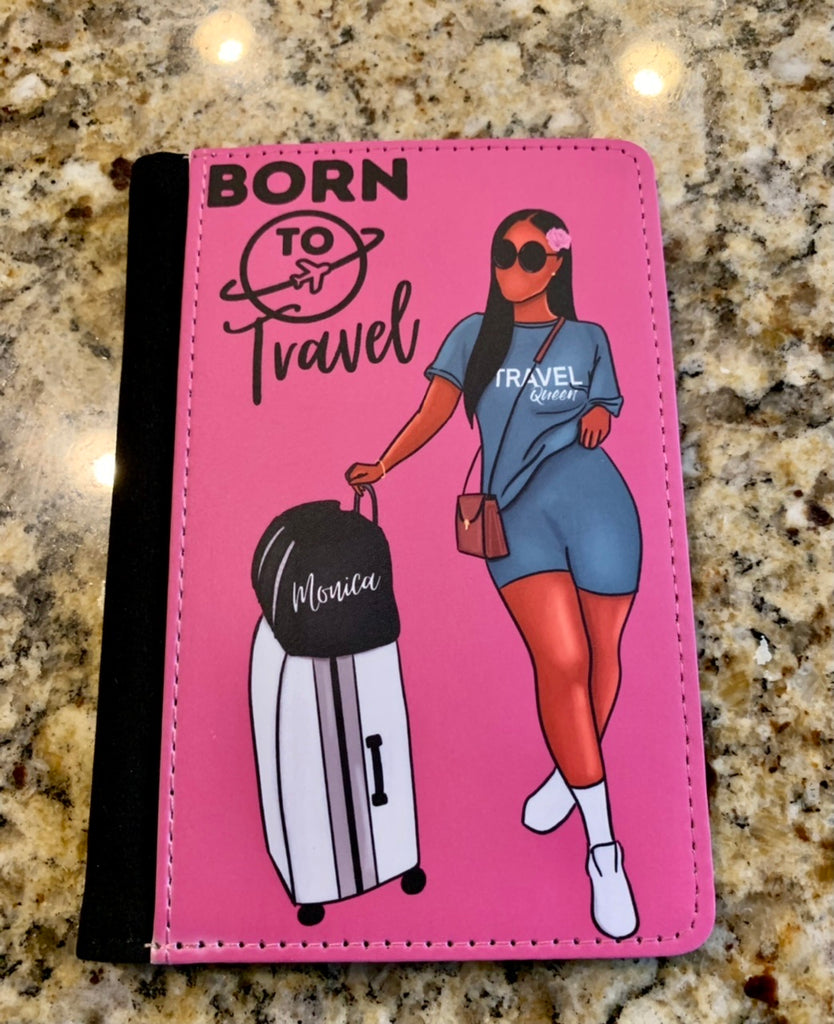 BORN
TO
Travel
TRAVEL
Queen
Monica